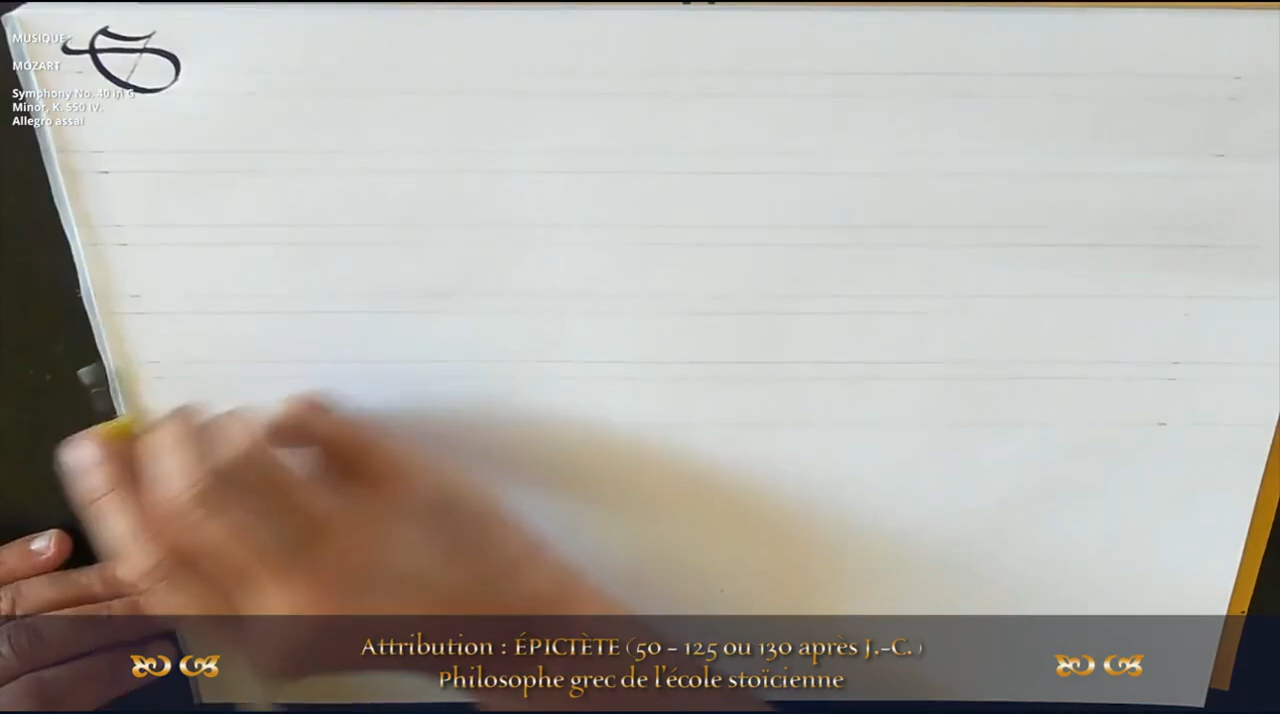 MUSIQUE
MOZART
Symphony No. 40 in G
Minor, K. 550 IV.
Allegro assai
Attribution : ÉPICTÈTE (50 - 125 ou 130 après J.-C. )
Philosophe grec de l'école stoïcienne